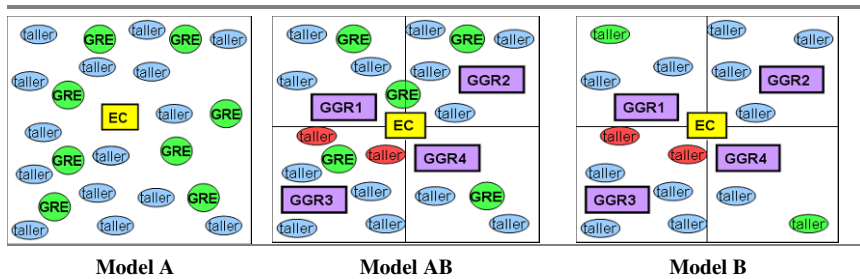 taller GRE taller GRE taller
taller taller
taller GRE
EC taller GRE
taller
GRE taller GRE
taller
taller taller GRE
GRE
taller taller taller
Model A
taller GRE taller GRE taller
taller taller
taller GGR2
GRE
GGR1 taller
EC
taller
GRE taller GGR4
taller
taller taller GRE
GGR3
taller taller taller
Model AB
taller taller taller
taller taller
GGR2
GGR1 taller
EC
taller
taller GGR4
taller
taller taller
GGR3
taller taller taller
Model B